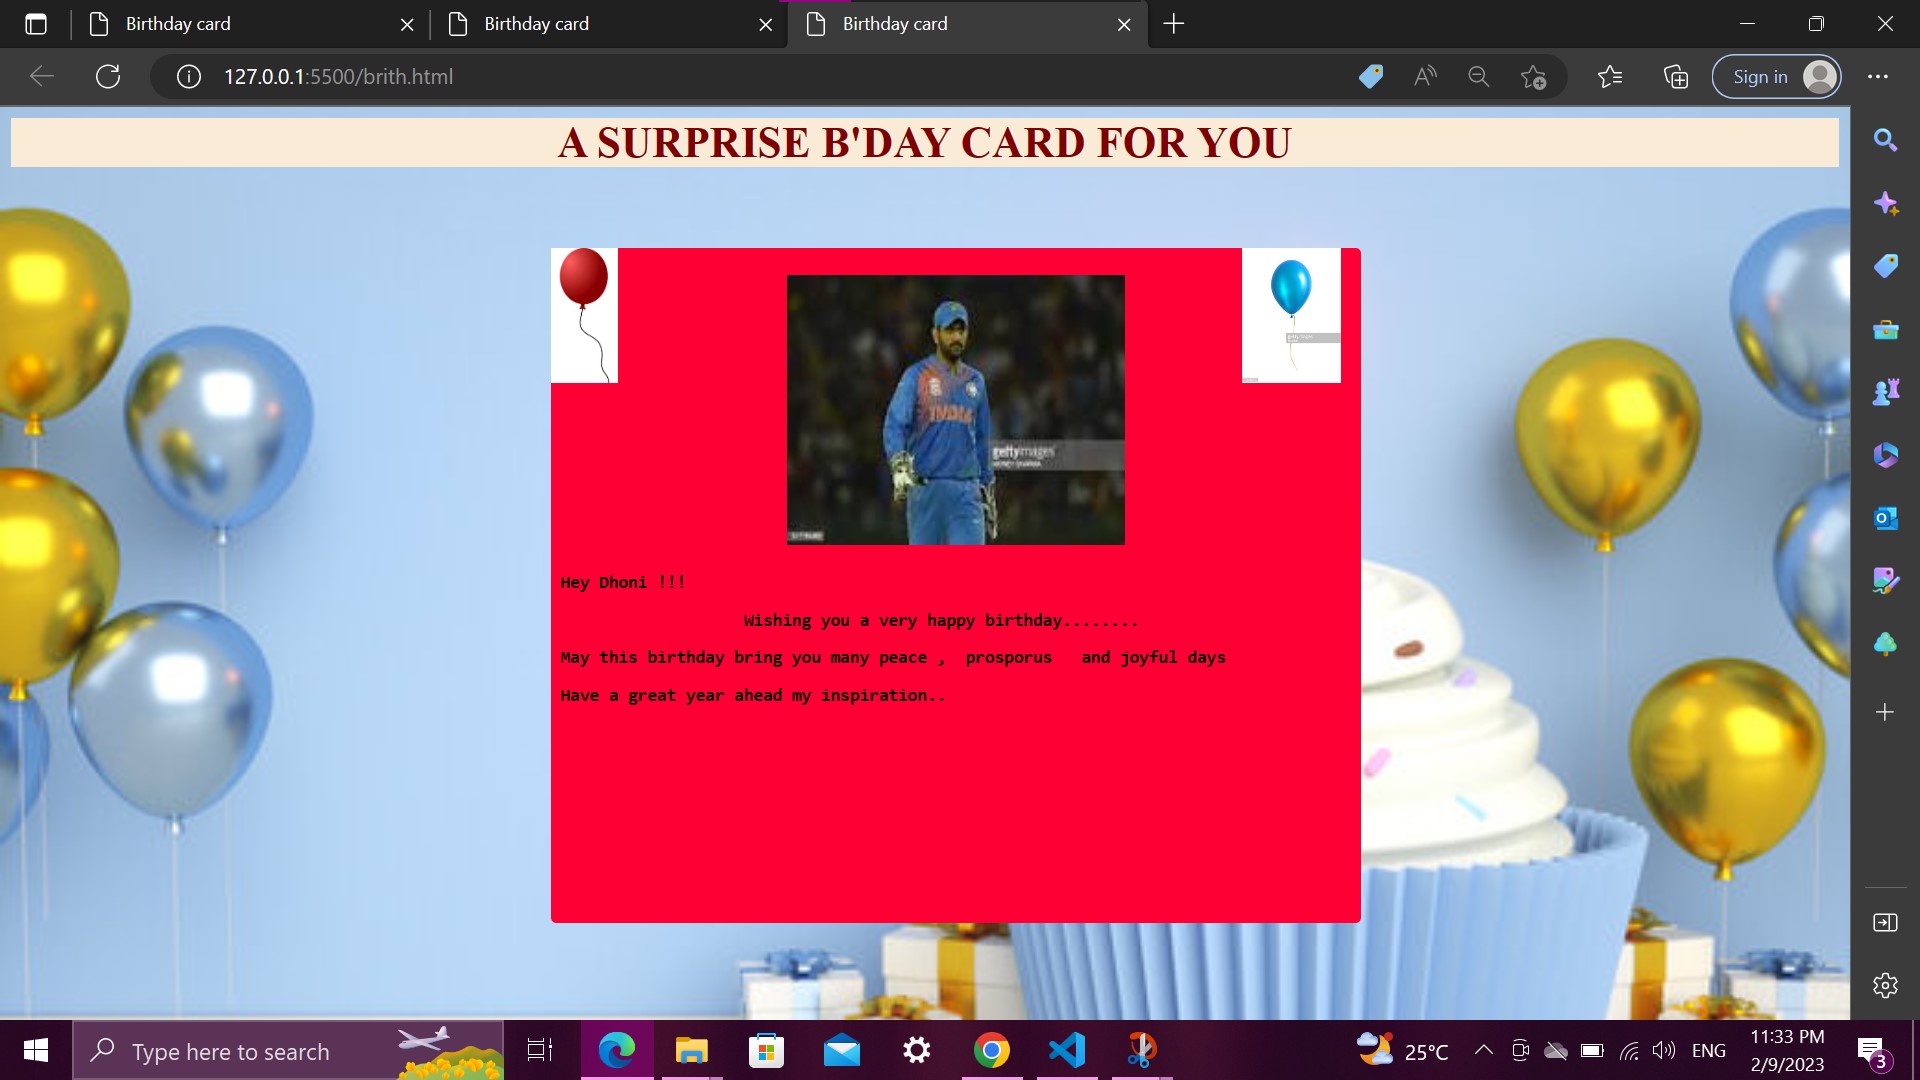 Birthday card
Birthday card
Birthday card
127.0.0.1:5500/brith.html
Sign in
A SURPRISE B'DAY CARD FOR YOU
INDIA
gettyimages
Hey Dhoni !!!
Wishing you a very happy birthday........
May this birthday bring you many peace , prosporus and joyful days
Have a great year ahead my inspiration..
Type here to search
25°C
ENG
11:33 PM
2/9/2023
3